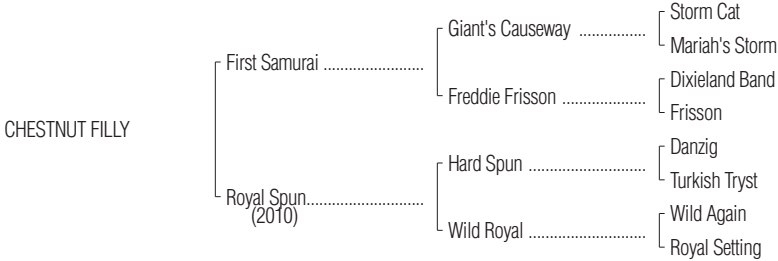 Storm Cat
Giant's Causeway ...............
Mariah's Storm
First Samurai .......................
Dixieland Band
Freddie Frisson ...................
Frisson
CHESTNUT FILLY
Danzig
Hard Spun ...........................
Turkish Tryst
Royal Spun...........................
(2010)
Wild Again
Wild Royal ...........................
Royal Setting